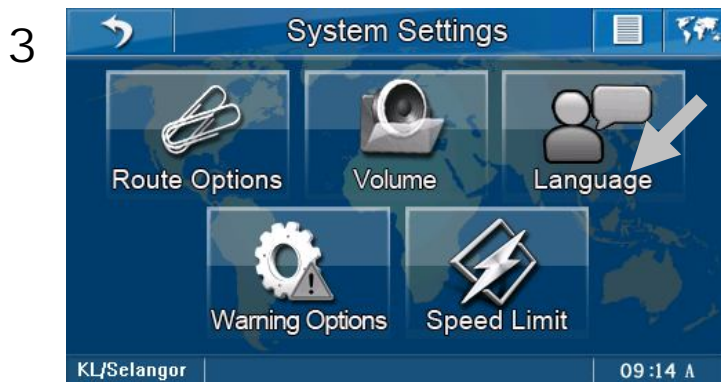 3
System Settings
Route Options Volume Language
Warning Options Speed Limit
KL/Selangor 09:14 A